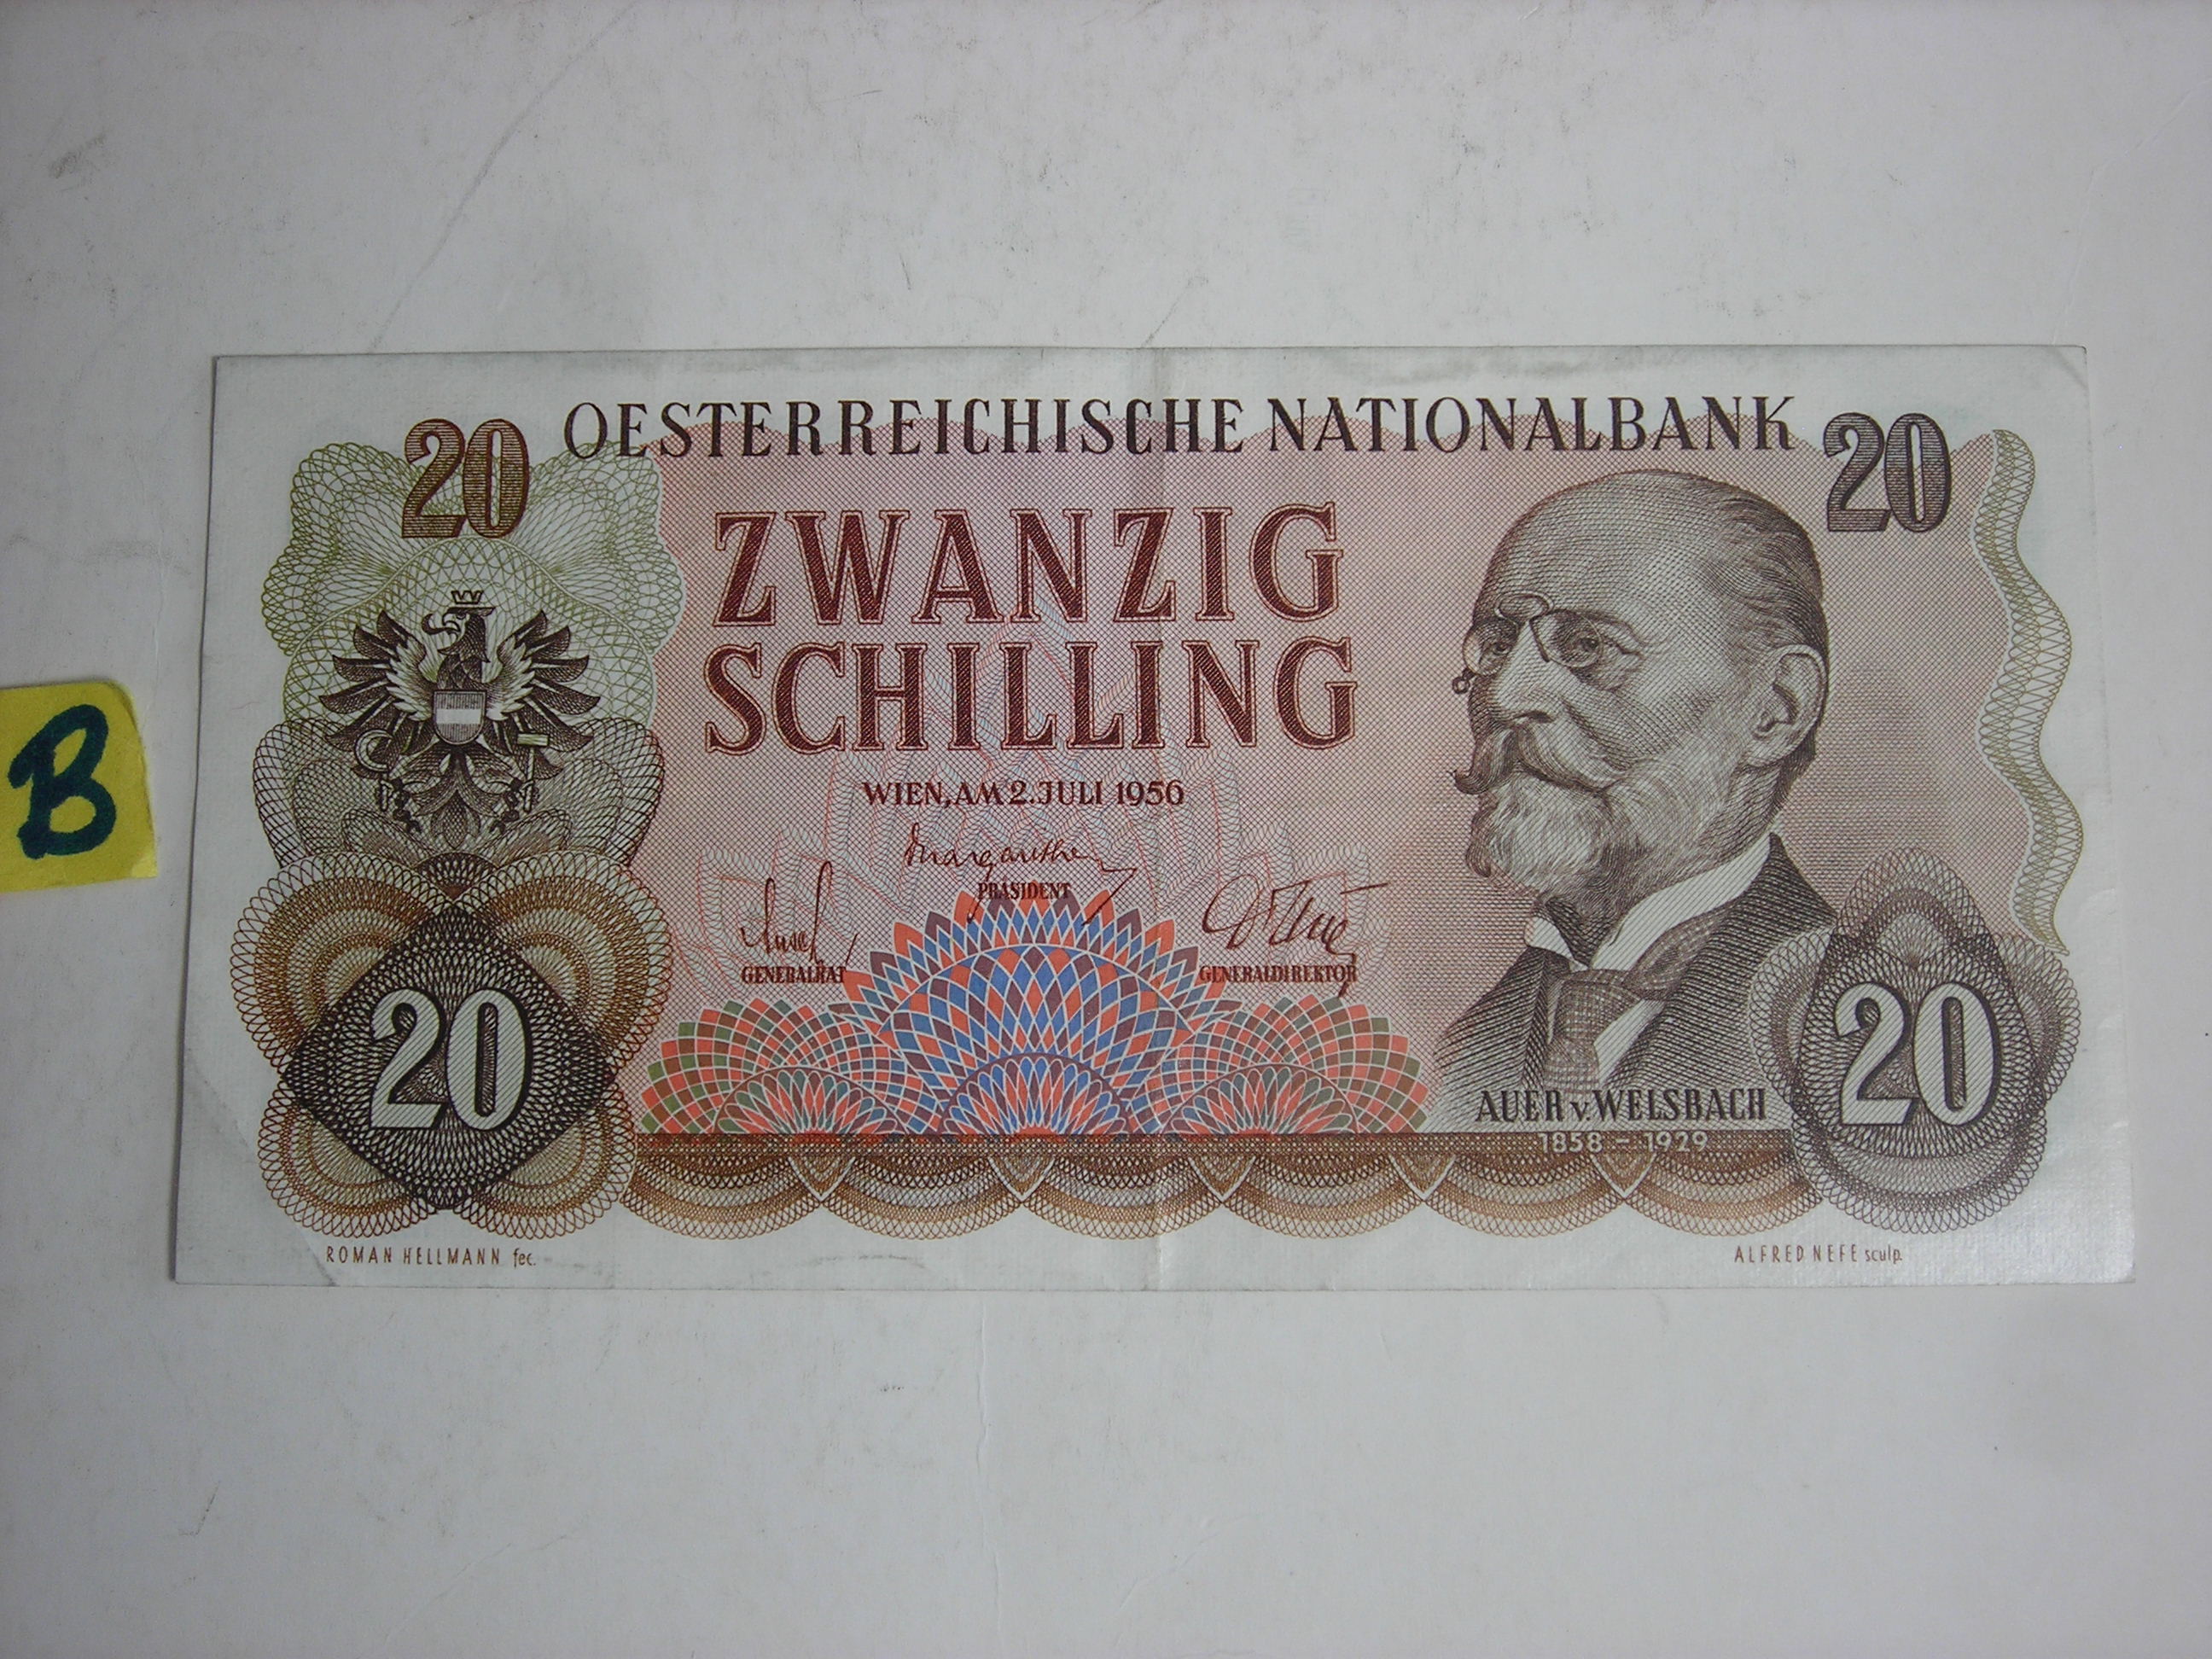 OESTERREICHISCHE NATIONALBANK
20
20
ZWANZIG
SCHILLING
WIEN, AM 2. JULI 1956
PRÄSIDENT
GENERALRAT
GENERALDIREKTOR
B
20
20
AUER v. WELSBACH
1858 – 1929
ROMAN HELLMANN fec.
ALFRED NEFE sculp.